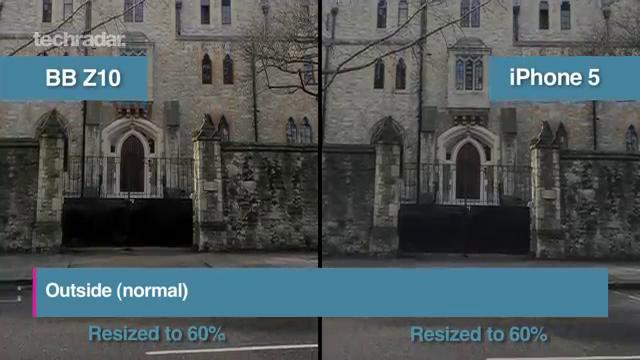 techradar.
BB Z10
iPhone 5
Outside (normal)
Resized to 60%
Resized to 60%